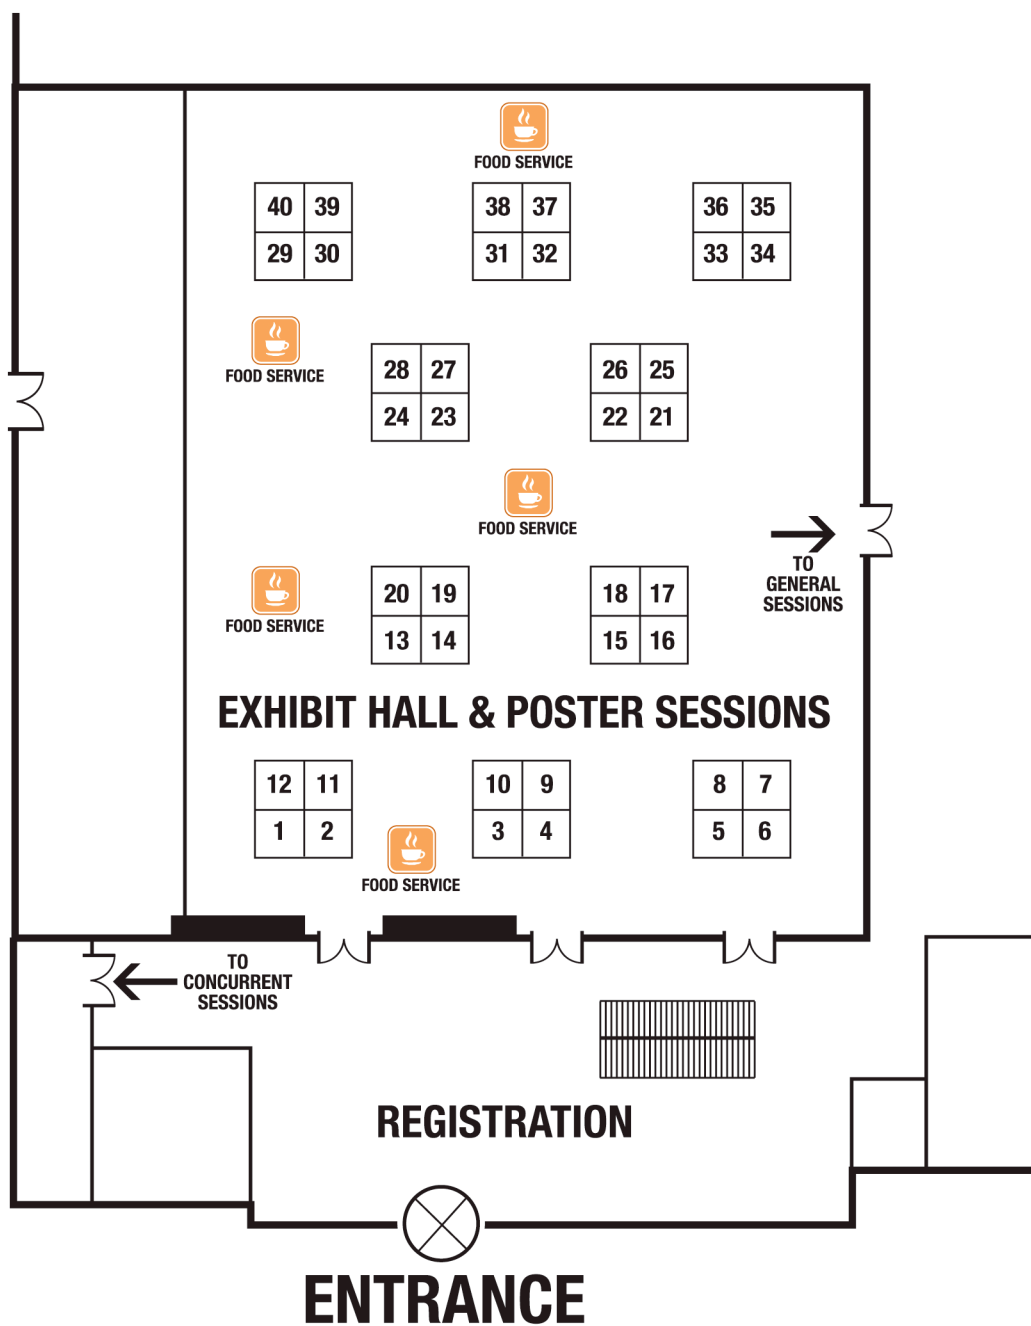 FOOD SERVICE
40 39
29 30
38 37
31 32
36 35
33 34
FOOD SERVICE
28 27
24 23
26 25
22 21
FOOD SERVICE
TO
GENERAL
SESSIONS
FOOD SERVICE
20 19
13 14
18 17
15 16
EXHIBIT HALL & POSTER SESSIONS
12 11
1 2
10 9
3 4
8 7
5 6
FOOD SERVICE
TO
CONCURRENT
SESSIONS
REGISTRATION
ENTRANCE